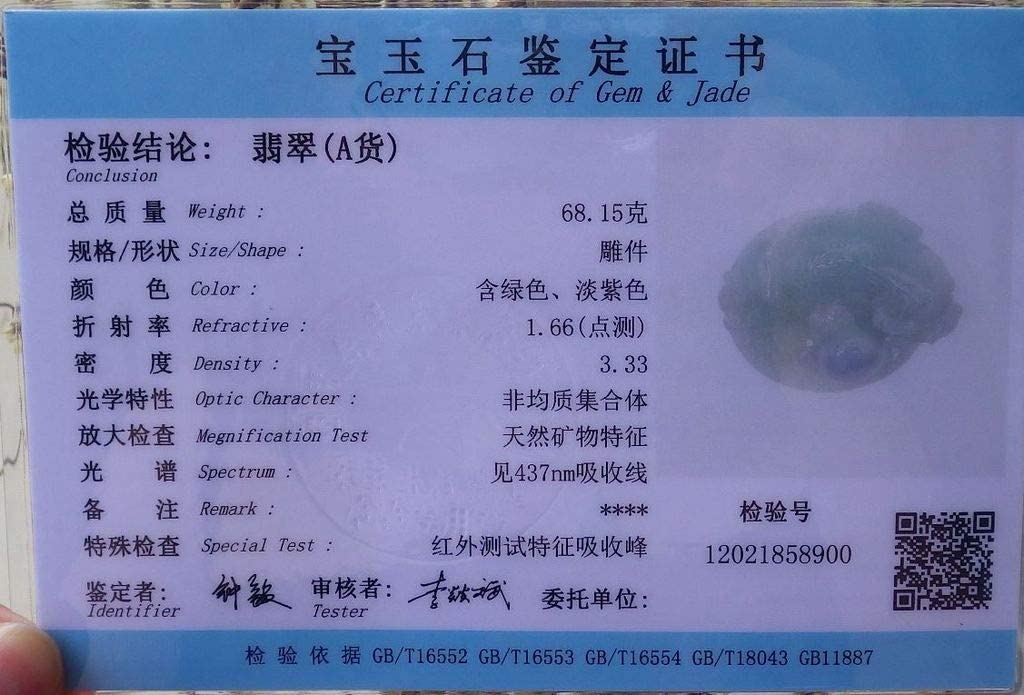 宝玉石鉴定证书
Certificate of Gem & Jade
检验结论: 翡翠(A货)
Conclusion
总质量 Weight : 68.15克
规格/形状 Size/Shape : 雕件
颜色 Color : 含绿色、淡紫色
折射率 Refractive : 1.66(点测)
密度 Density : 3.33
光学特性 Optic Character : 非均质集合体
放大检查 Megnification Test 天然矿物特征
光谱 Spectrum : 见437nm吸收线
备注 Remark : ****
检验号
特殊检查 Special Test : 红外测试特征吸收峰
12021858900
鉴定者: 审核者: 委托单位:
Identifier Tester
检验依据 GB/T16552 GB/T16553 GB/T16554 GB/T18043 GB11887